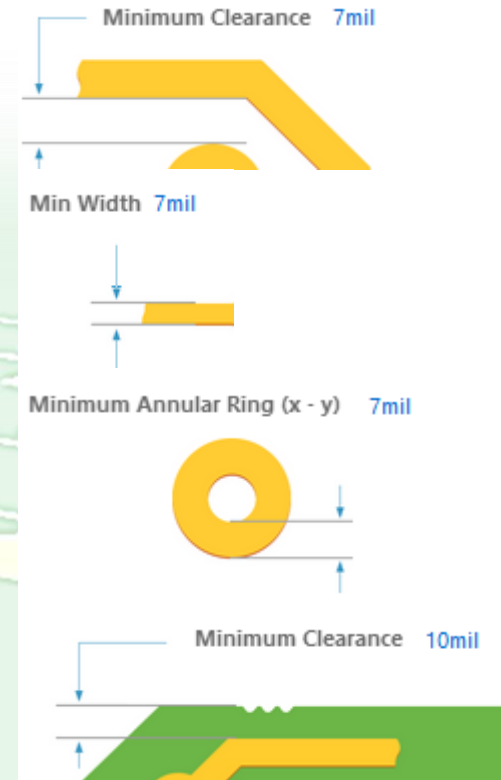 Minimum Clearance 7mil
Min Width 7mil
Minimum Annular Ring (x - y) 7mil
Minimum Clearance 10mil